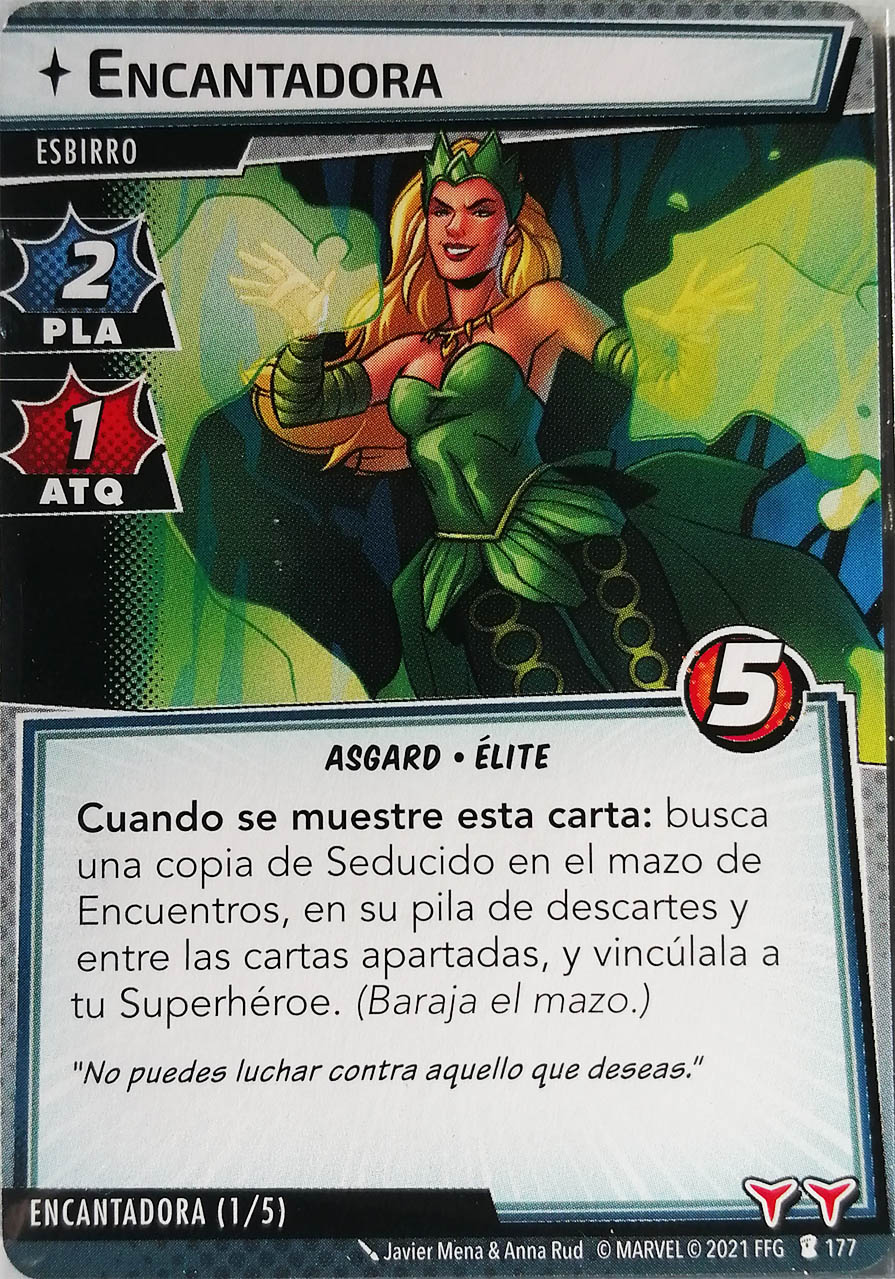 ENCANTADORA
ESBIRRO
2
PLA
1
ATQ
5
ASGARD • ÉLITE
Cuando se muestre esta carta: busca
una copia de Seducido en el mazo de
Encuentros, en su pila de descartes y
entre las cartas apartadas, y vincúlala a
tu Superhéroe. (Baraja el mazo.)
"No puedes luchar contra aquello que deseas."
ENCANTADORA (1/5)
Javier Mena & Anna Rud © MARVEL © 2021 FFG 177